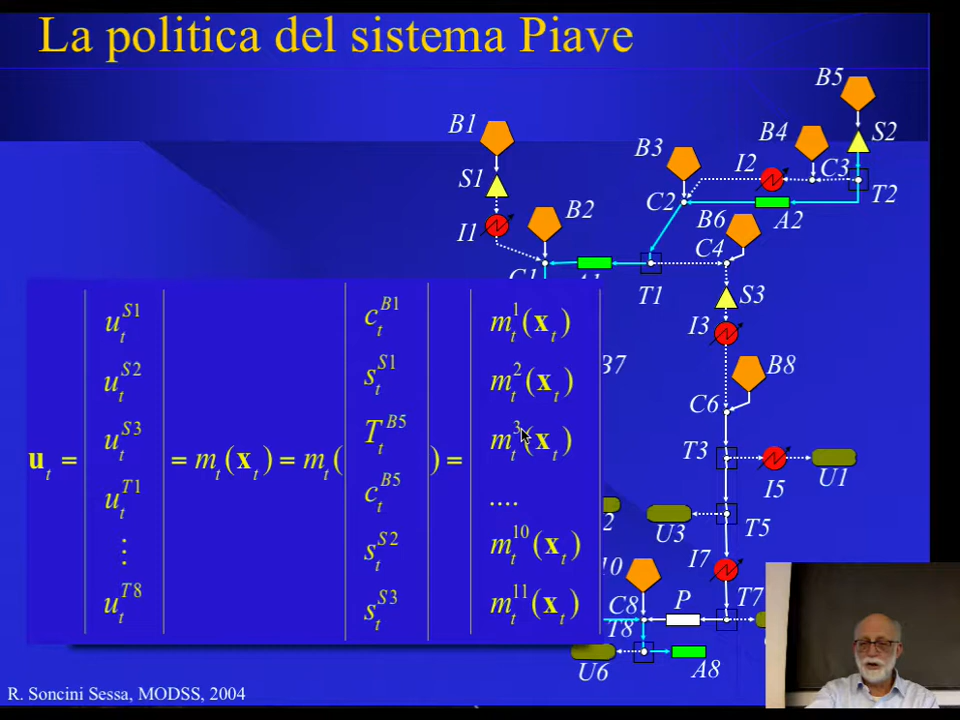 La politica del sistema Piave
B5
B1
B4
S2
B3
I2
C3
S1
T2
B2
C2
B6
A2
I1
C4
C1
T1
S3
I3
B7
B8
C6
T3
I5
U1
U3
T5
I7
C8
P
T7
T8
U6
A8
u_t = | u_t^{S1} u_t^{S2} u_t^{S3} u_t^{T1} ⋮ u_t^{T8} | = m_t(x_t) = m_t( | c_t^{B1} s_t^{S1} T_t^{B5} c_t^{B5} s_t^{S2} s_t^{S3} | ) = | m_t^1(x_t) m_t^2(x_t) m_t^3(x_t) .... m_t^{10}(x_t) m_t^{11}(x_t) |
R. Soncini Sessa, MODSS, 2004